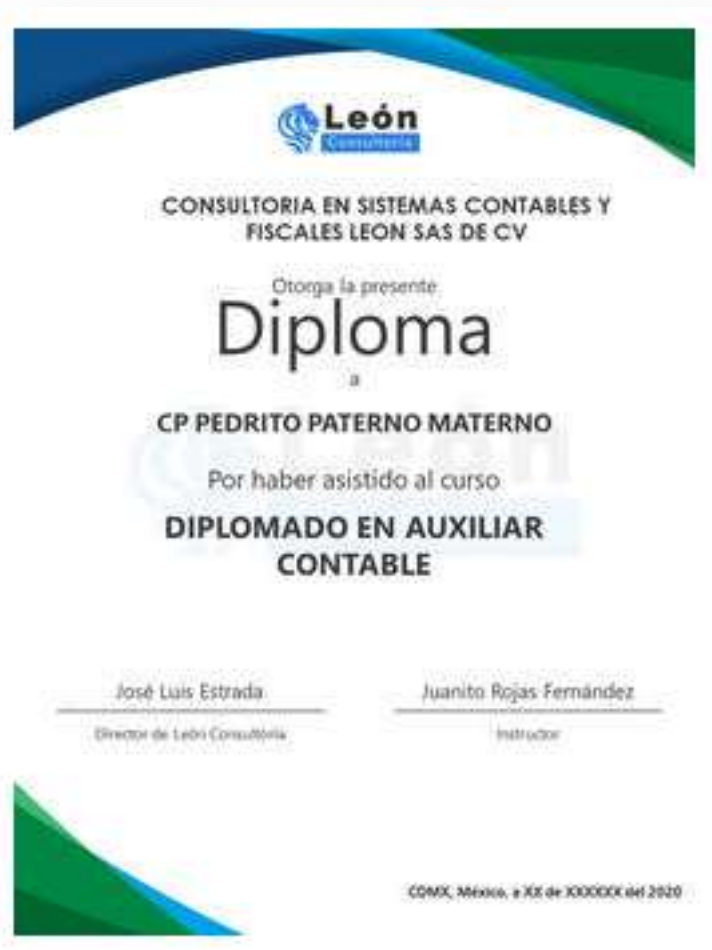 León
Consultoría
CONSULTORIA EN SISTEMAS CONTABLES Y
FISCALES LEON SAS DE CV
Otorga la presente
Diploma
a
CP PEDRITO PATERNO MATERNO
Por haber asistido al curso
DIPLOMADO EN AUXILIAR
CONTABLE
José Luis Estrada
Juanito Rojas Fernández
Director de León Consultoría
Instructor
CDMX, México, a XX de XXXXXX del 2020